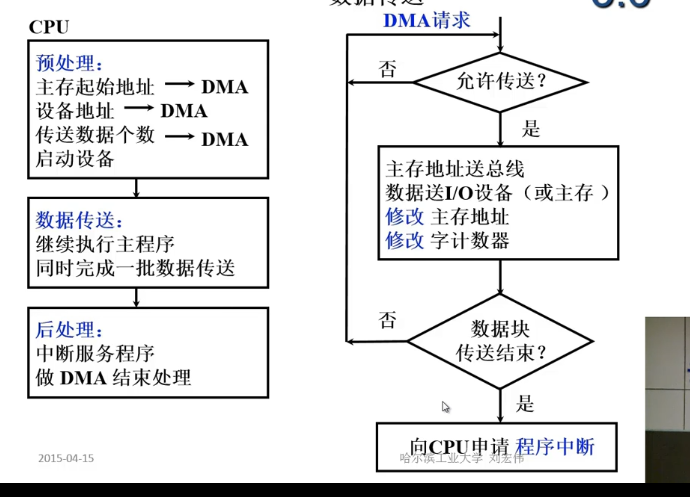 数据传送
5.6
CPU
预处理：
主存起始地址 → DMA
设备地址 → DMA
传送数据个数 → DMA
启动设备
数据传送：
继续执行主程序
同时完成一批数据传送
后处理：
中断服务程序
做 DMA 结束处理
DMA请求
允许传送？
否
是
主存地址送总线
数据送I/O设备（或主存 ）
修改 主存地址
修改 字计数器
数据块
传送结束？
否
是
向CPU申请 程序中断
2015-04-15
哈尔滨工业大学 刘宏伟